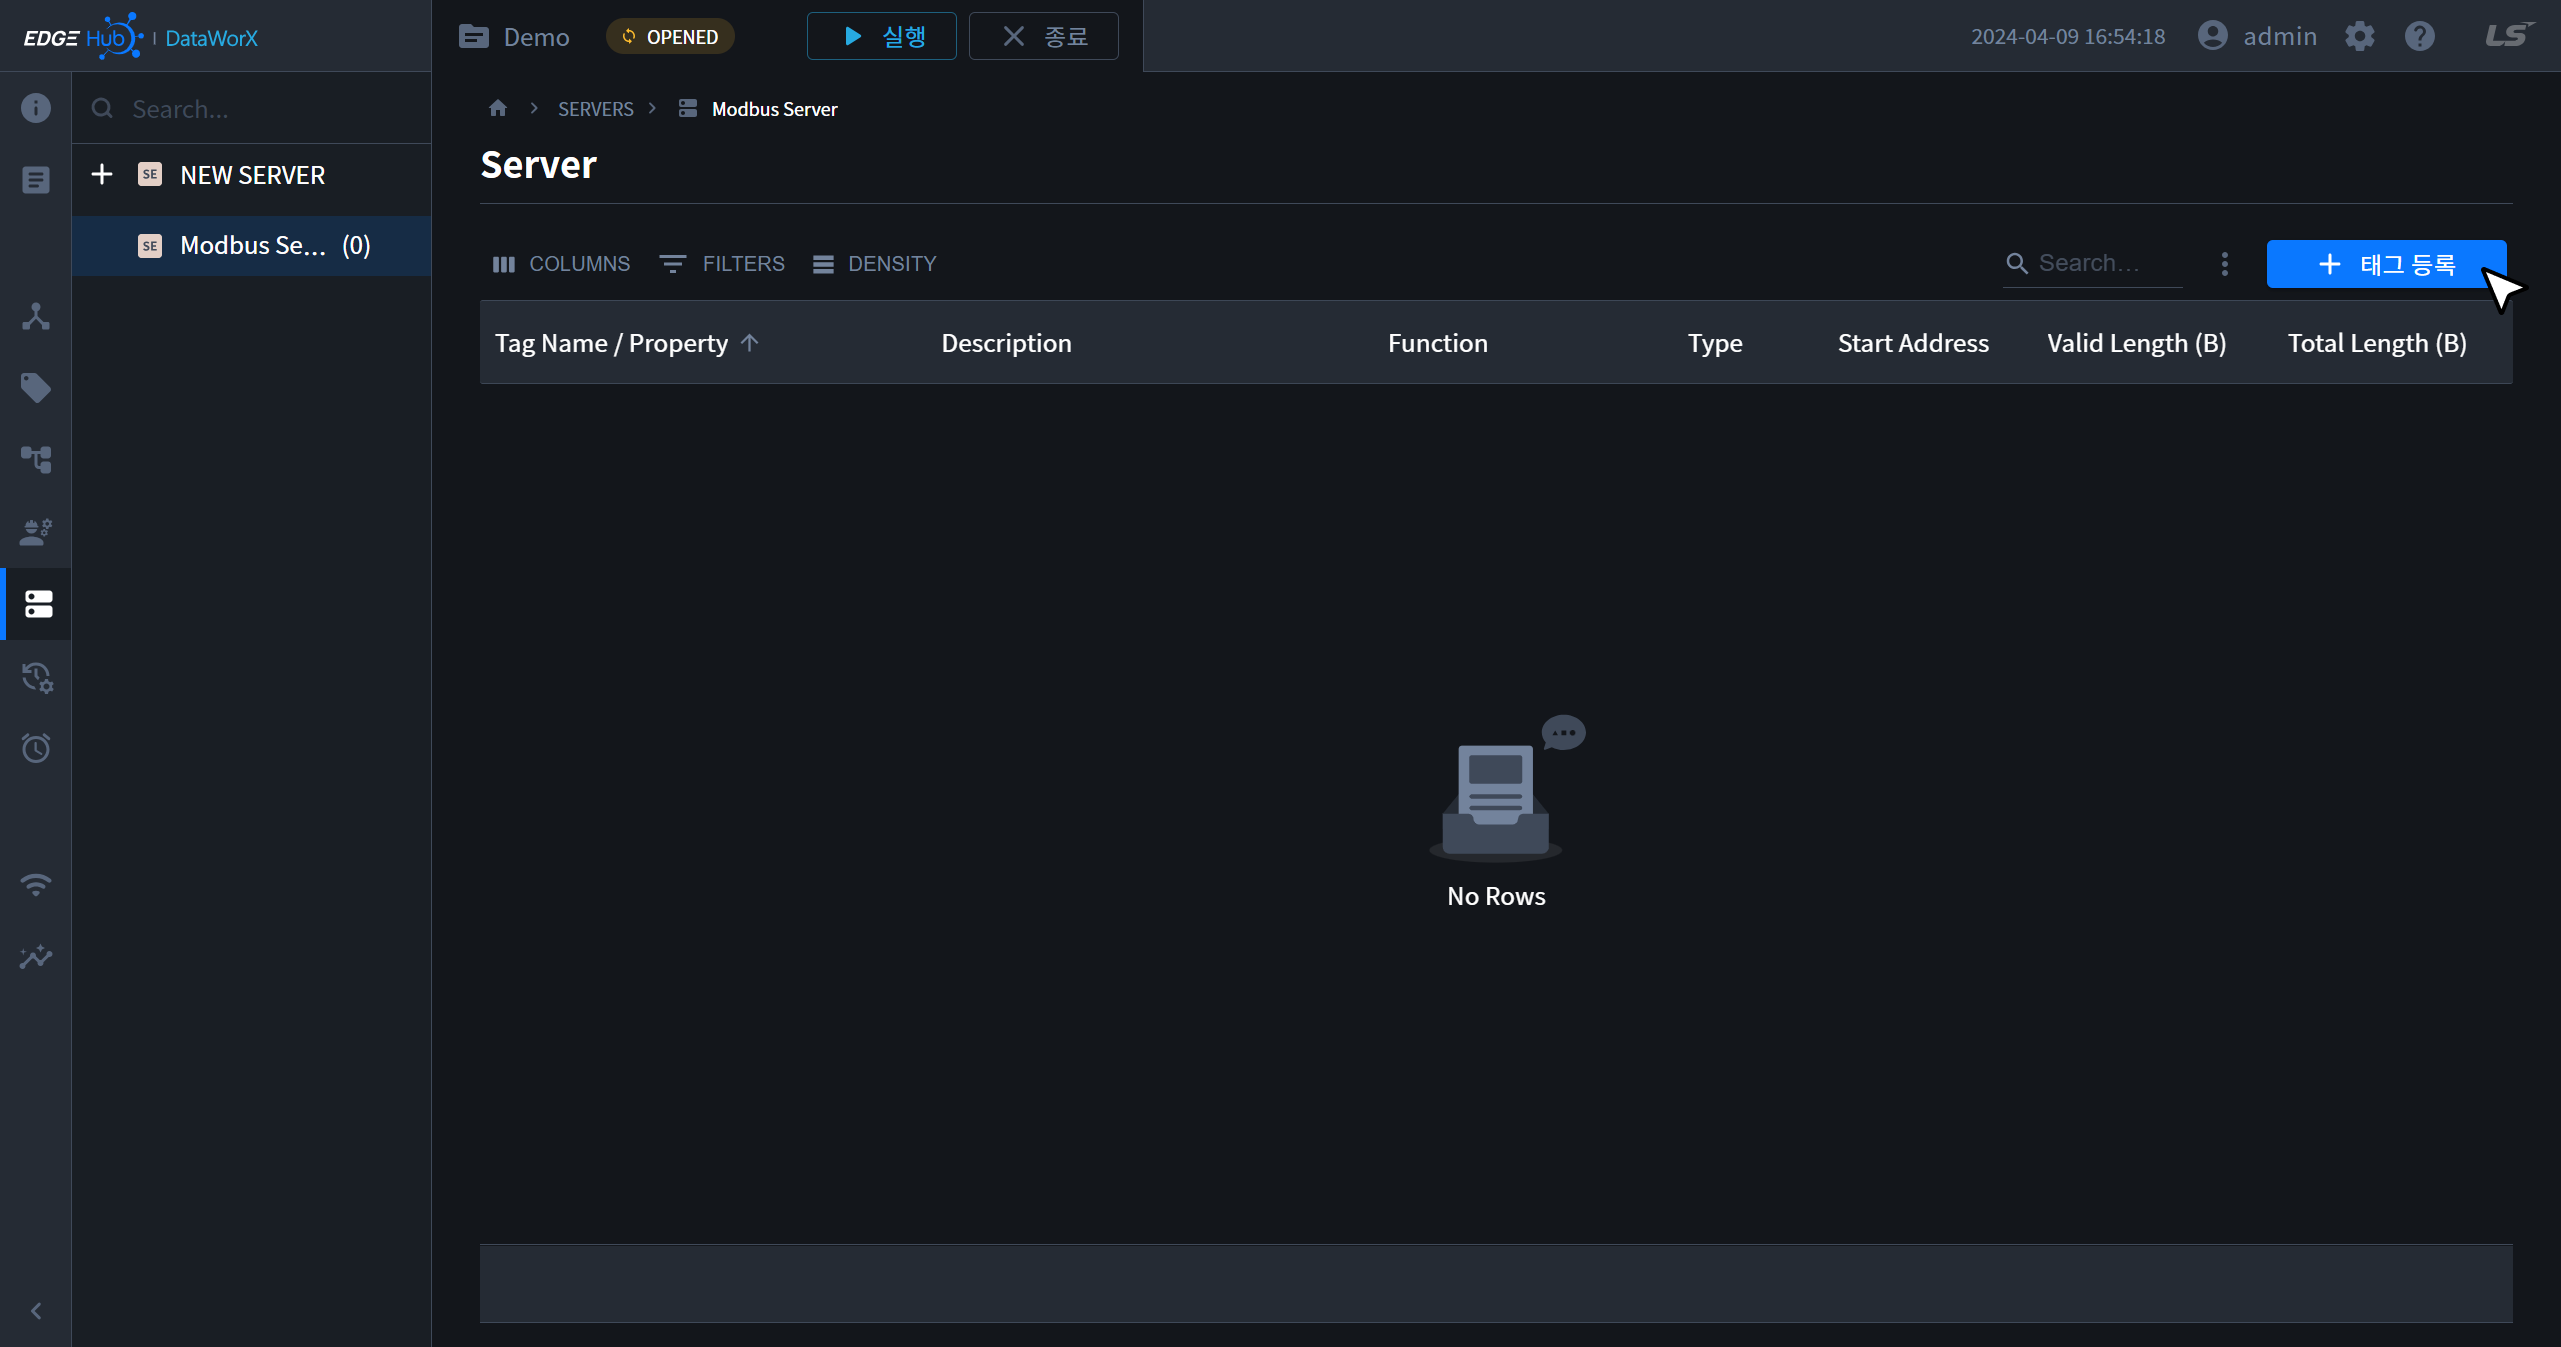 EDGE Hub | DataWorX
Demo
OPENED
실행
종료
2024-04-09 16:54:18
admin
LS
Search...
SE NEW SERVER
SE Modbus Se... (0)
SERVERS
Modbus Server
Server
COLUMNS
FILTERS
DENSITY
Search...
태그 등록
Tag Name / Property
Description
Function
Type
Start Address
Valid Length (B)
Total Length (B)
No Rows